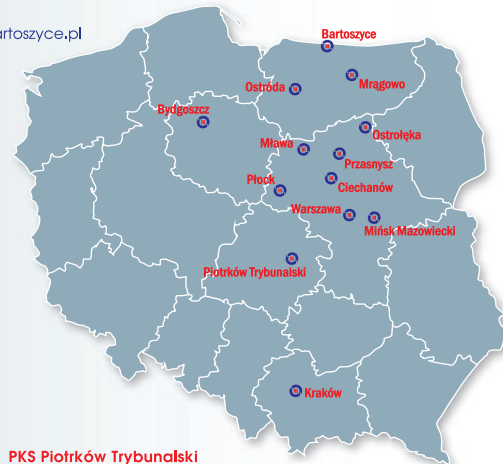 artoszyce.pl
Bartoszyce
Mrągowo
Ostróda
Bydgoszcz
Ostrołęka
Mława
Przasnysz
Ciechanów
Płock
Warszawa
Mińsk Mazowiecki
Piotrków Trybunalski
Kraków
PKS Piotrków Trybunalski